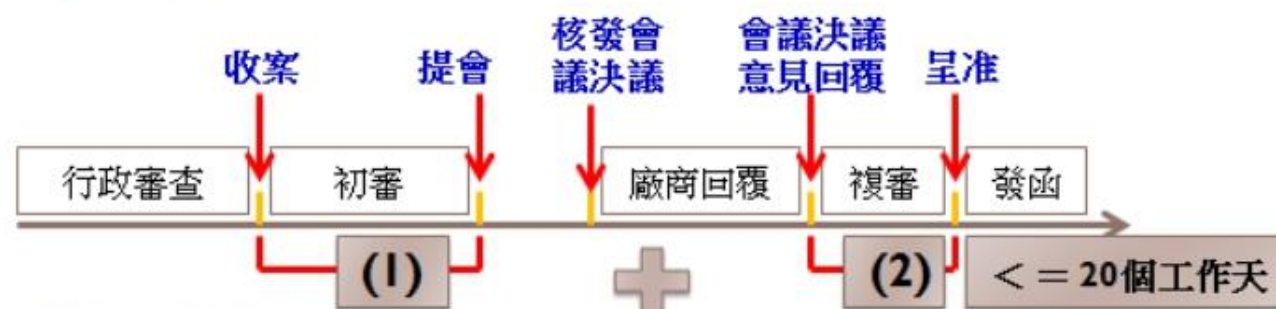 收案
提會
核發會
議決議
會議決議
意見回覆
呈准
行政審查
初審
廠商回覆
複審
發函
(1)
(2)
<=20個工作天